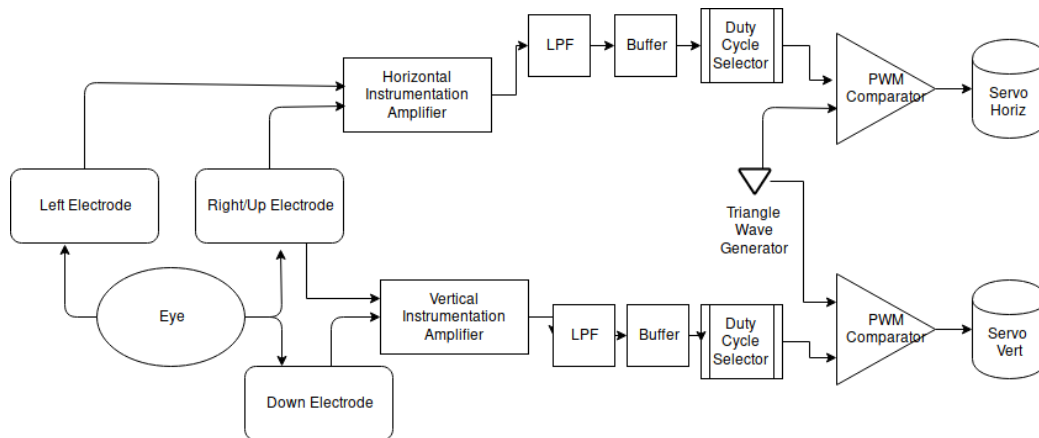 LPF
Buffer
Duty
Cycle
Selector
Horizontal
Instrumentation
Amplifier
PWM
Comparator
Servo
Horiz
Left Electrode
Right/Up Electrode
Triangle
Wave
Generator
Eye
Vertical
Instrumentation
Amplifier
LPF
Buffer
Duty
Cycle
Selector
PWM
Comparator
Servo
Vert
Down Electrode